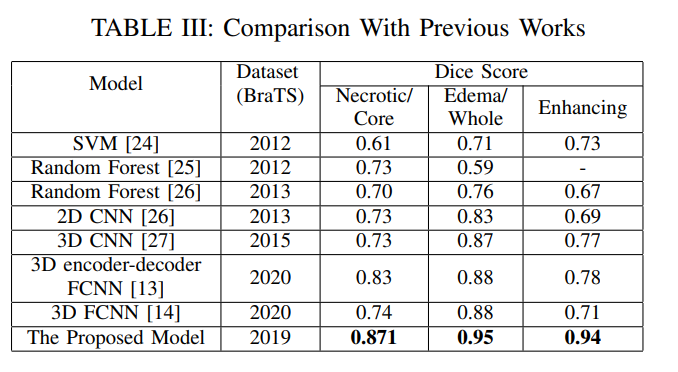 TABLE III: Comparison With Previous Works
Model Dataset (BraTS) Dice Score
Necrotic/ Core Edema/ Whole Enhancing
SVM [24] 2012 0.61 0.71 0.73
Random Forest [25] 2012 0.73 0.59 -
Random Forest [26] 2013 0.70 0.76 0.67
2D CNN [26] 2013 0.73 0.83 0.69
3D CNN [27] 2015 0.73 0.87 0.77
3D encoder-decoder FCNN [13] 2020 0.83 0.88 0.78
3D FCNN [14] 2020 0.74 0.88 0.71
The Proposed Model 2019 0.871 0.95 0.94